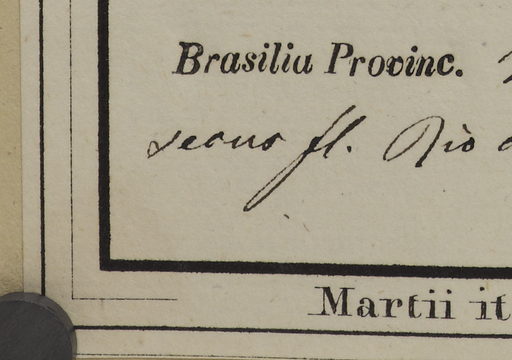 Brasilia Provinc.
secus fl. Rio
Martii it